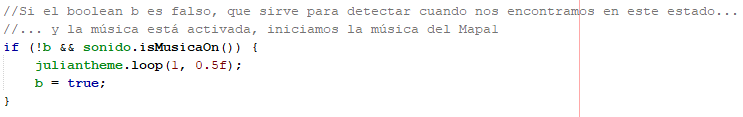 //Si el boolean b es falso, que sirve para detectar cuando nos encontramos en este estado...
//... y la música está activada, iniciamos la música del Mapa1
if (!b && sonido.isMusicaOn()) {
juliantheme.loop(1, 0.5f);
b = true;
}